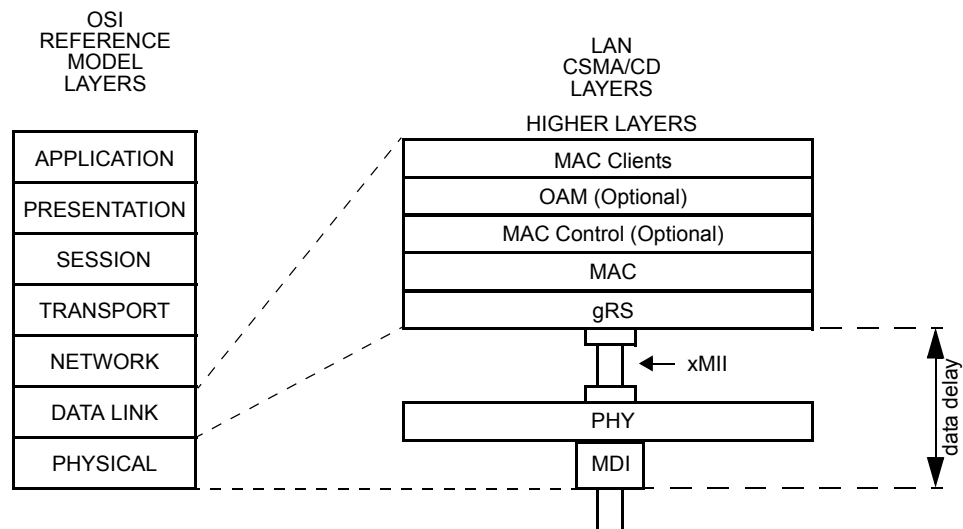 OSI
REFERENCE
MODEL
LAYERS
APPLICATION
PRESENTATION
SESSION
TRANSPORT
NETWORK
DATA LINK
PHYSICAL
LAN
CSMA/CD
LAYERS
HIGHER LAYERS
MAC Clients
OAM (Optional)
MAC Control (Optional)
MAC
gRS
xMII
PHY
MDI
data delay